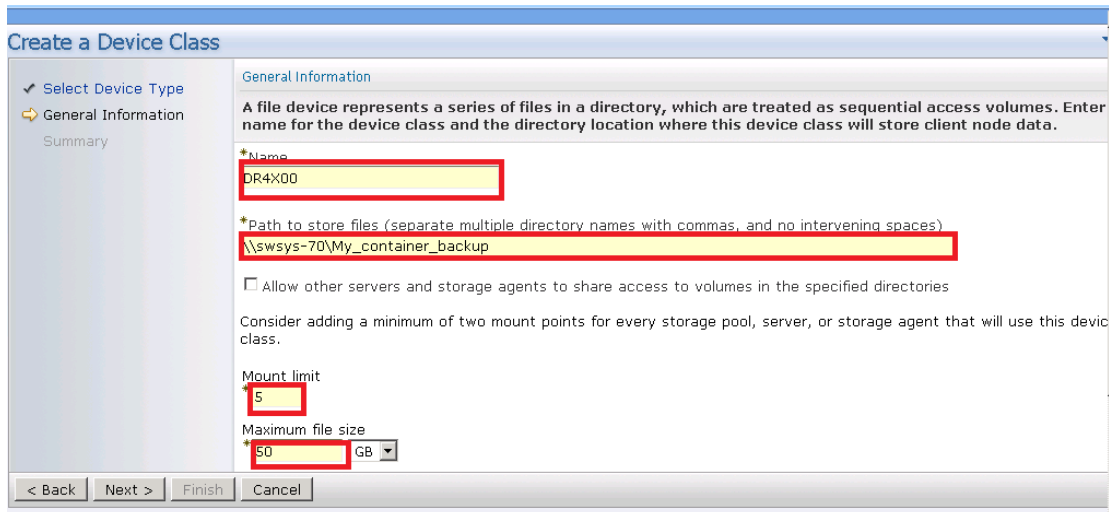 Create a Device Class
Select Device Type
General Information
Summary
General Information
A file device represents a series of files in a directory, which are treated as sequential access volumes. Enter
name for the device class and the directory location where this device class will store client node data.
*Name
DR4X00
*Path to store files (separate multiple directory names with commas, and no intervening spaces)
\\swsys-70\My_container_backup
Allow other servers and storage agents to share access to volumes in the specified directories
Consider adding a minimum of two mount points for every storage pool, server, or storage agent that will use this devic
class.
Mount limit
*5
Maximum file size
*50 GB
< Back Next > Finish Cancel